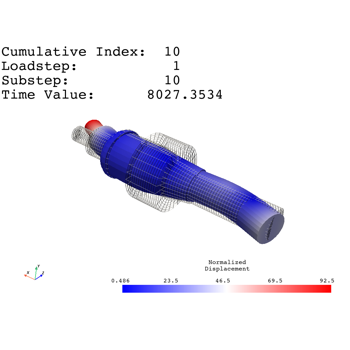 Cumulative Index: 10
Loadstep: 1
Substep: 10
Time Value: 8027.3534
Normalized
Displacement
0.486 23.5 46.5 69.5 92.5